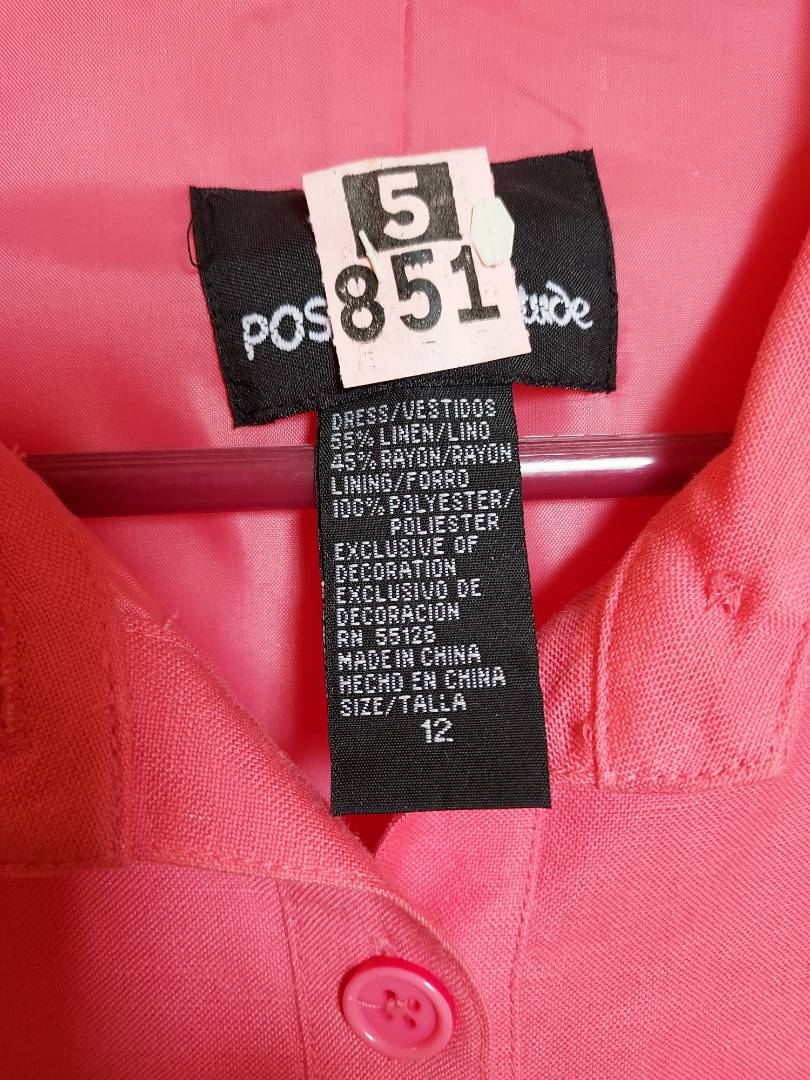 5
851
POS
DRESS/VESTIDOS
55% LINEN/LINO
45% RAYON/RAYON
LINING/FORRO
100% POLYESTER/
POLIESTER
EXCLUSIVE OF
DECORATION
EXCLUSIVO DE
DECORACION
RN 55126
MADE IN CHINA
HECHO EN CHINA
SIZE/TALLA
12